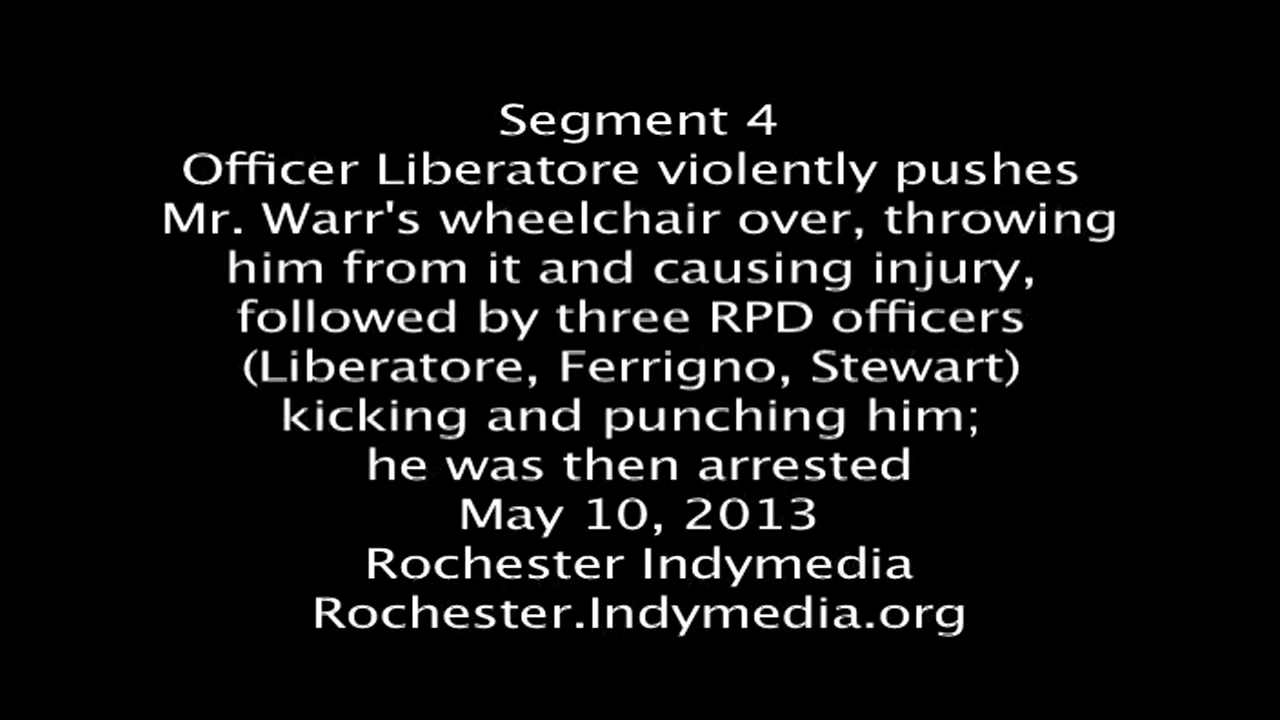 Segment 4
Officer Liberatore violently pushes
Mr. Warr's wheelchair over, throwing
him from it and causing injury,
followed by three RPD officers
(Liberatore, Ferrigno, Stewart)
kicking and punching him;
he was then arrested
May 10, 2013
Rochester Indymedia
Rochester.Indymedia.org